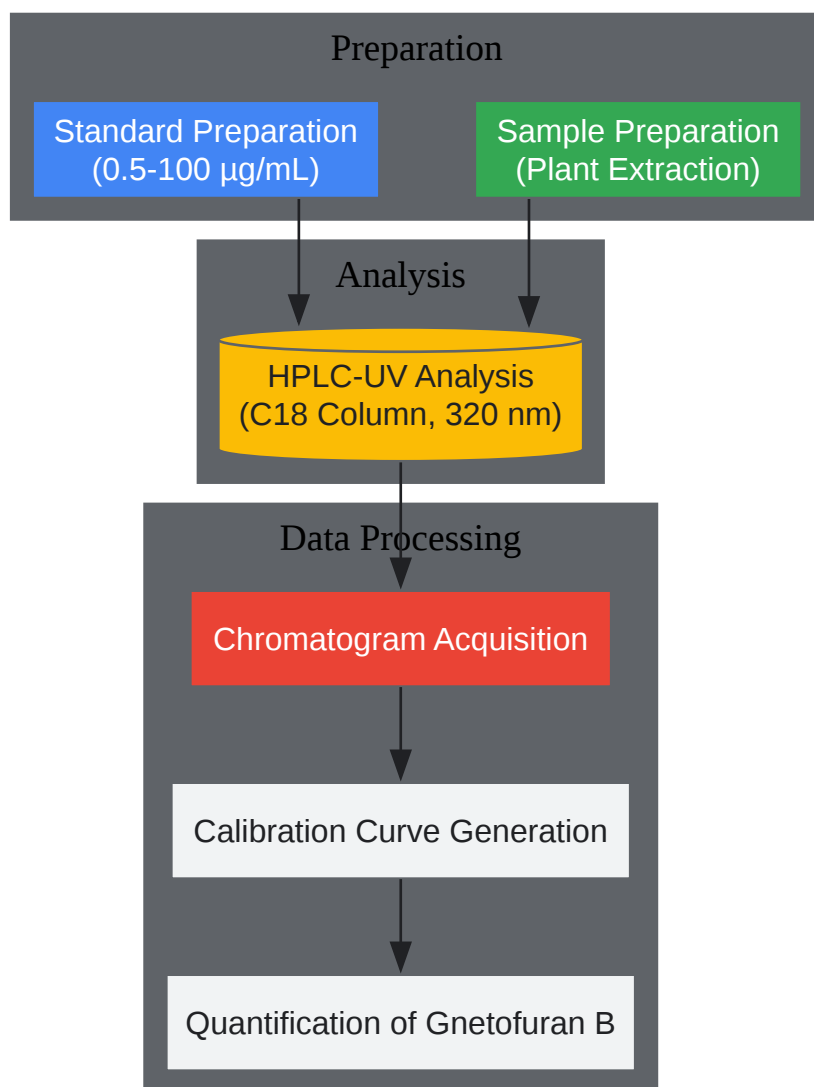 Preparation
Standard Preparation
(0.5-100 µg/mL)
Sample Preparation
(Plant Extraction)
Analysis
HPLC-UV Analysis
(C18 Column, 320 nm)
Data Processing
Chromatogram Acquisition
Calibration Curve Generation
Quantification of Gnetofuran B